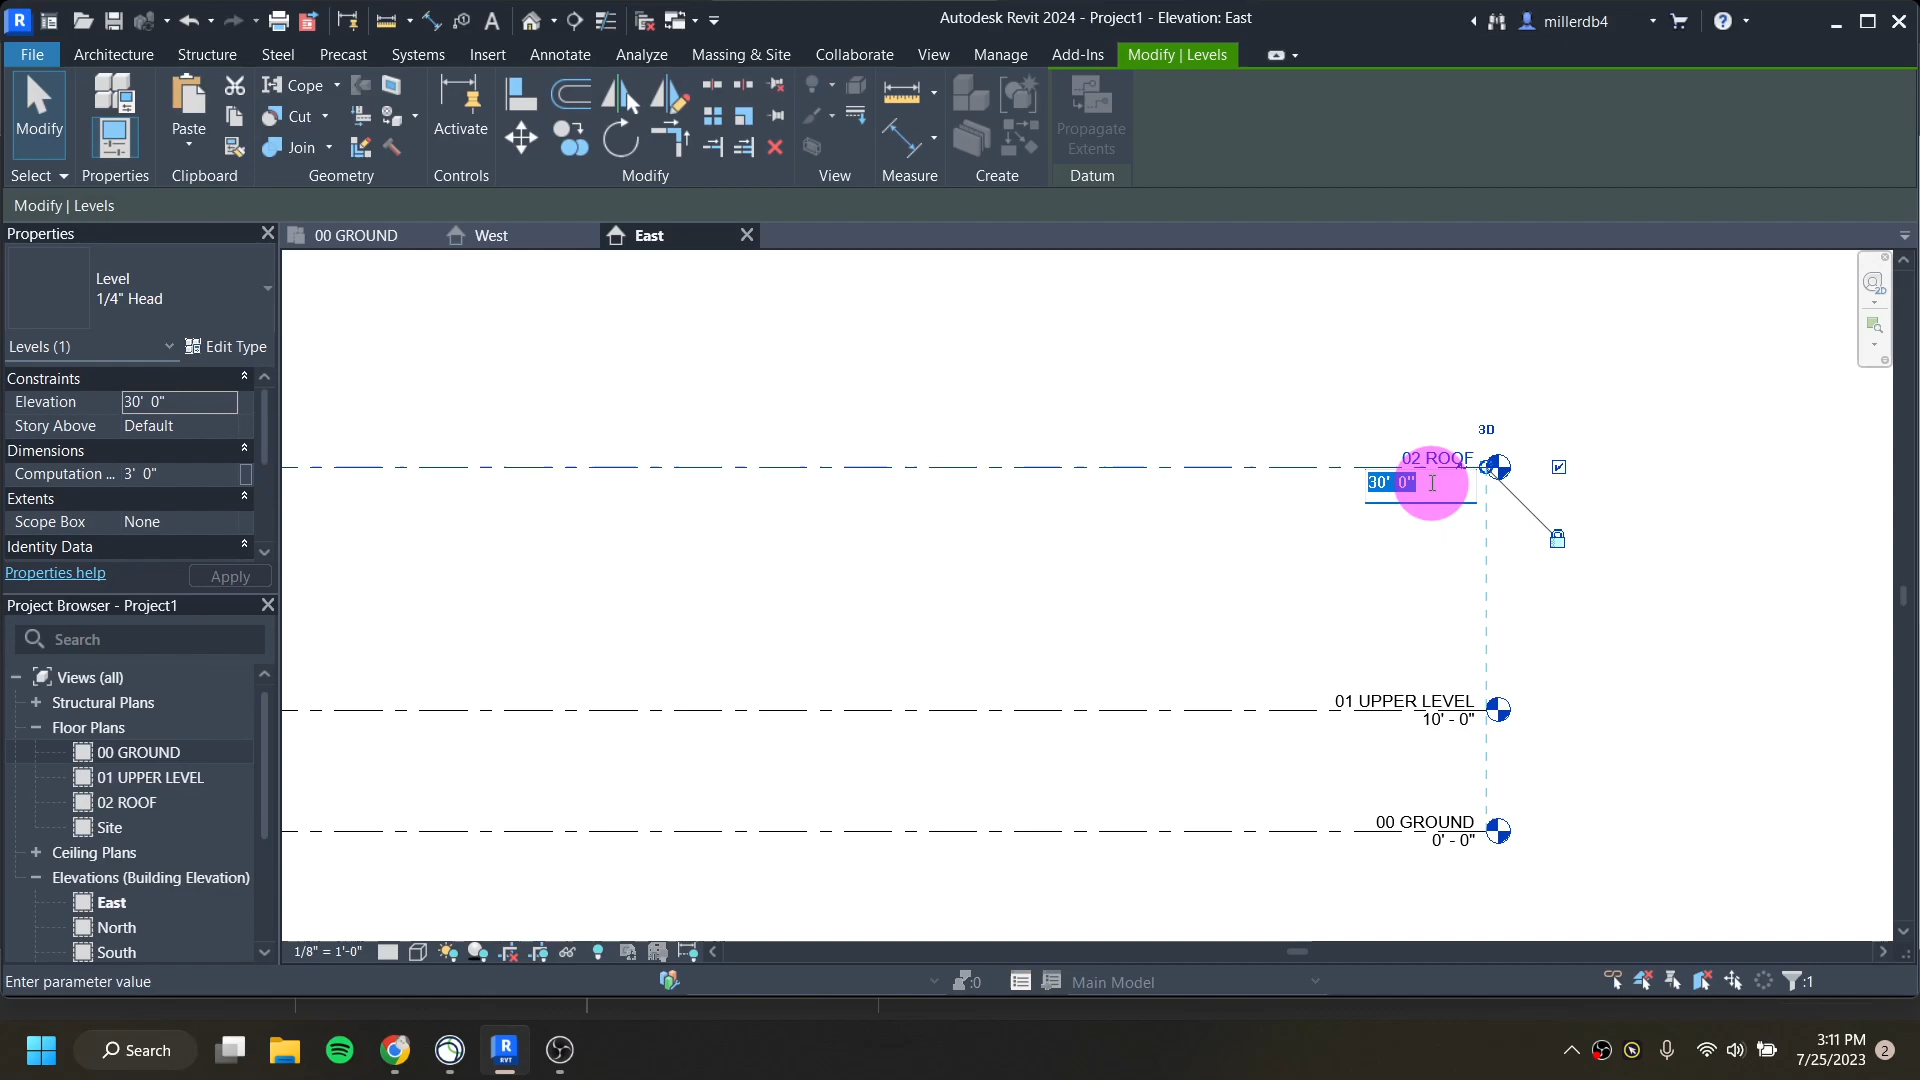 R
Autodesk Revit 2024 - Project1 - Elevation: East
millerdb4
File
Architecture
Structure
Steel
Precast
Systems
Insert
Annotate
Analyze
Massing & Site
Collaborate
View
Manage
Add-Ins
Modify | Levels
Modify
Select
Properties
Paste
Clipboard
Cope
Cut
Join
Geometry
Activate
Controls
Modify
View
Measure
Create
Propagate
Extents
Datum
Modify | Levels
Properties
Level
1/4" Head
Levels (1)
Edit Type
Constraints
Elevation
30'  0"
Story Above
Default
Dimensions
Computation ...
3'  0"
Extents
Scope Box
None
Identity Data
Properties help
Apply
Project Browser - Project1
Search
Views (all)
Structural Plans
Floor Plans
00 GROUND
01 UPPER LEVEL
02 ROOF
Site
Ceiling Plans
Elevations (Building Elevation)
East
North
South
00 GROUND
West
East
2D
3D
02 ROOF
30'  0"
01 UPPER LEVEL
10' - 0"
00 GROUND
0' - 0"
1/8" = 1'-0"
Enter parameter value
:0
Main Model
:1
Search
R
RVT
3:11 PM
7/25/2023
2